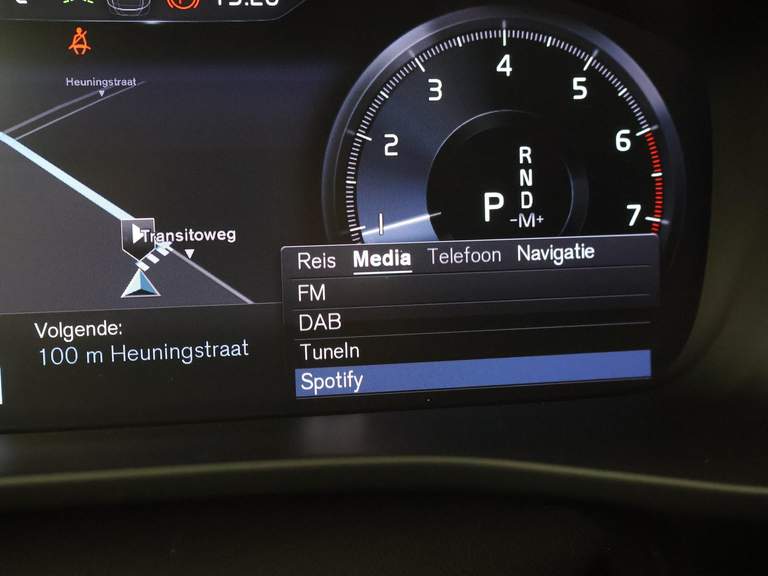 Heuningstraat
Transitoweg
Volgende:
100 m Heuningstraat
1
2
3
4
5
6
7
R
N
P D
-M+
Reis Media Telefoon Navigatie
FM
DAB
TuneIn
Spotify